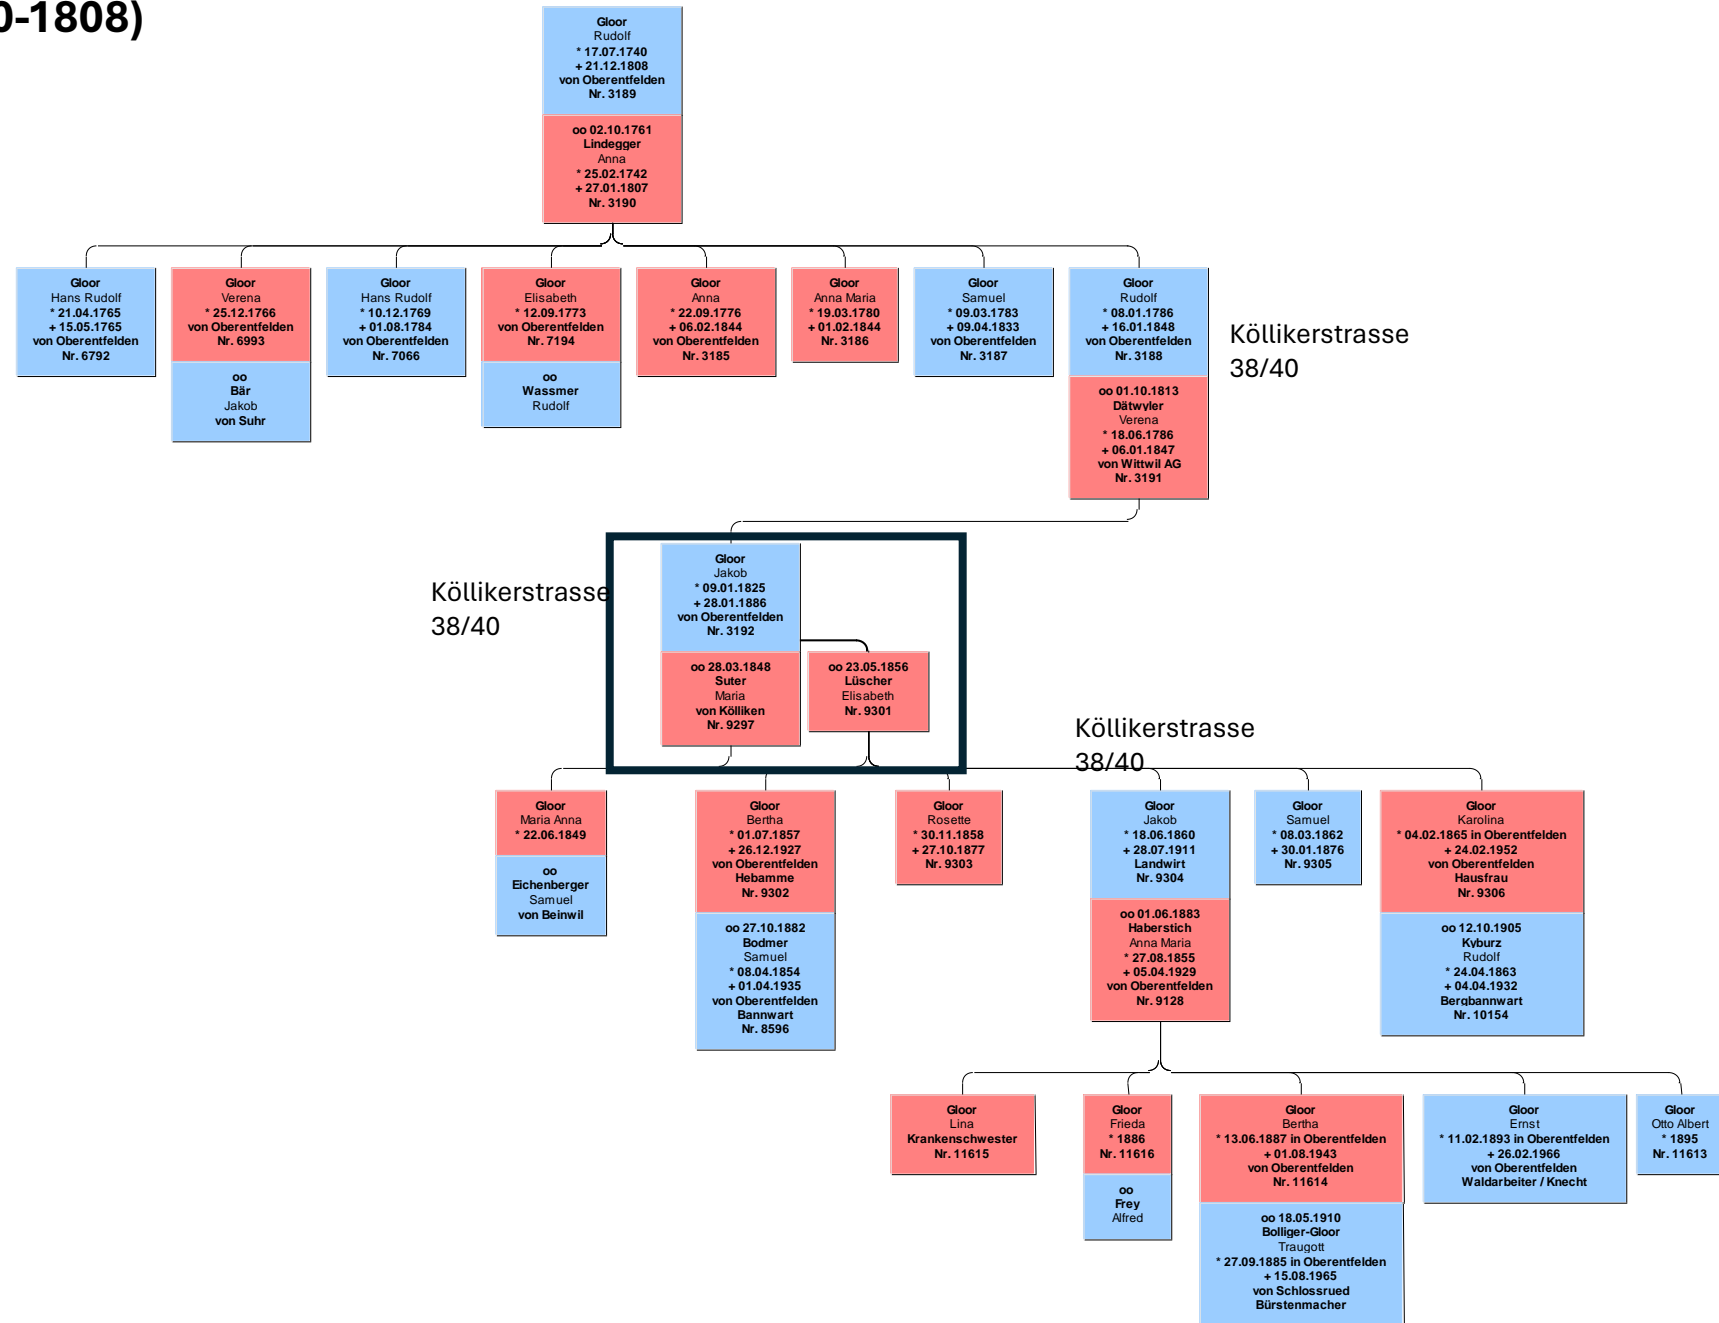 0-1808)
Gloor
Rudolf
* 17.07.1740
+ 21.12.1808
von Oberentfelden
Nr. 3189
oo 02.10.1761
Lindegger
Anna
* 25.02.1742
+ 27.01.1807
Nr. 3190
Gloor
Hans Rudolf
* 21.04.1765
+ 15.05.1765
von Oberentfelden
Nr. 6792
Gloor
Verena
* 25.12.1766
von Oberentfelden
Nr. 6993
oo
Bär
Jakob
von Suhr
Gloor
Hans Rudolf
* 10.12.1769
+ 01.08.1784
von Oberentfelden
Nr. 7066
Gloor
Elisabeth
* 12.09.1773
von Oberentfelden
Nr. 7194
oo
Wassmer
Rudolf
Gloor
Anna
* 22.09.1776
+ 06.02.1844
von Oberentfelden
Nr. 3185
Gloor
Anna Maria
* 19.03.1780
+ 01.02.1844
Nr. 3186
Gloor
Samuel
* 09.03.1783
+ 09.04.1833
von Oberentfelden
Nr. 3187
Gloor
Rudolf
* 08.01.1786
+ 16.01.1848
von Oberentfelden
Nr. 3188
oo 01.10.1813
Dätwyler
Verena
* 18.06.1786
+ 06.01.1847
von Wittwil AG
Nr. 3191
Köllikerstrasse
38/40
Köllikerstrasse
38/40
Gloor
Jakob
* 09.01.1825
+ 28.01.1886
von Oberentfelden
Nr. 3192
oo 28.03.1848
Suter
Maria
von Kölliken
Nr. 9297
oo 23.05.1856
Lüscher
Elisabeth
Nr. 9301
Köllikerstrasse
38/40
Gloor
Maria Anna
* 22.06.1849
oo
Eichenberger
Samuel
von Beinwil
Gloor
Bertha
* 01.07.1857
+ 26.12.1927
von Oberentfelden
Hebamme
Nr. 9302
oo 27.10.1882
Bodmer
Samuel
* 08.04.1854
+ 01.04.1935
von Oberentfelden
Bannwart
Nr. 8596
Gloor
Rosette
* 30.11.1858
+ 27.10.1877
Nr. 9303
Gloor
Jakob
* 18.06.1860
+ 28.07.1911
Landwirt
Nr. 9304
oo 01.06.1883
Haberstich
Anna Maria
* 27.08.1855
+ 05.04.1929
von Oberentfelden
Nr. 9128
Gloor
Samuel
* 08.03.1862
+ 30.01.1876
Nr. 9305
Gloor
Karolina
* 04.02.1865 in Oberentfelden
+ 24.02.1952
von Oberentfelden
Hausfrau
Nr. 9306
oo 12.10.1905
Kyburz
Rudolf
* 24.04.1863
+ 04.04.1932
Bergbannwart
Nr. 10154
Gloor
Lina
Krankenschwester
Nr. 11615
Gloor
Frieda
* 1886
Nr. 11616
oo
Frey
Alfred
Gloor
Bertha
* 13.06.1887 in Oberentfelden
+ 01.08.1943
von Oberentfelden
Nr. 11614
oo 18.05.1910
Bolliger-Gloor
Traugott
* 27.09.1885 in Oberentfelden
+ 15.08.1965
von Schlossrued
Bürstenmacher
Gloor
Ernst
* 11.02.1893 in Oberentfelden
+ 26.02.1966
von Oberentfelden
Waldarbeiter / Knecht
Gloor
Otto Albert
* 1895
Nr. 11613